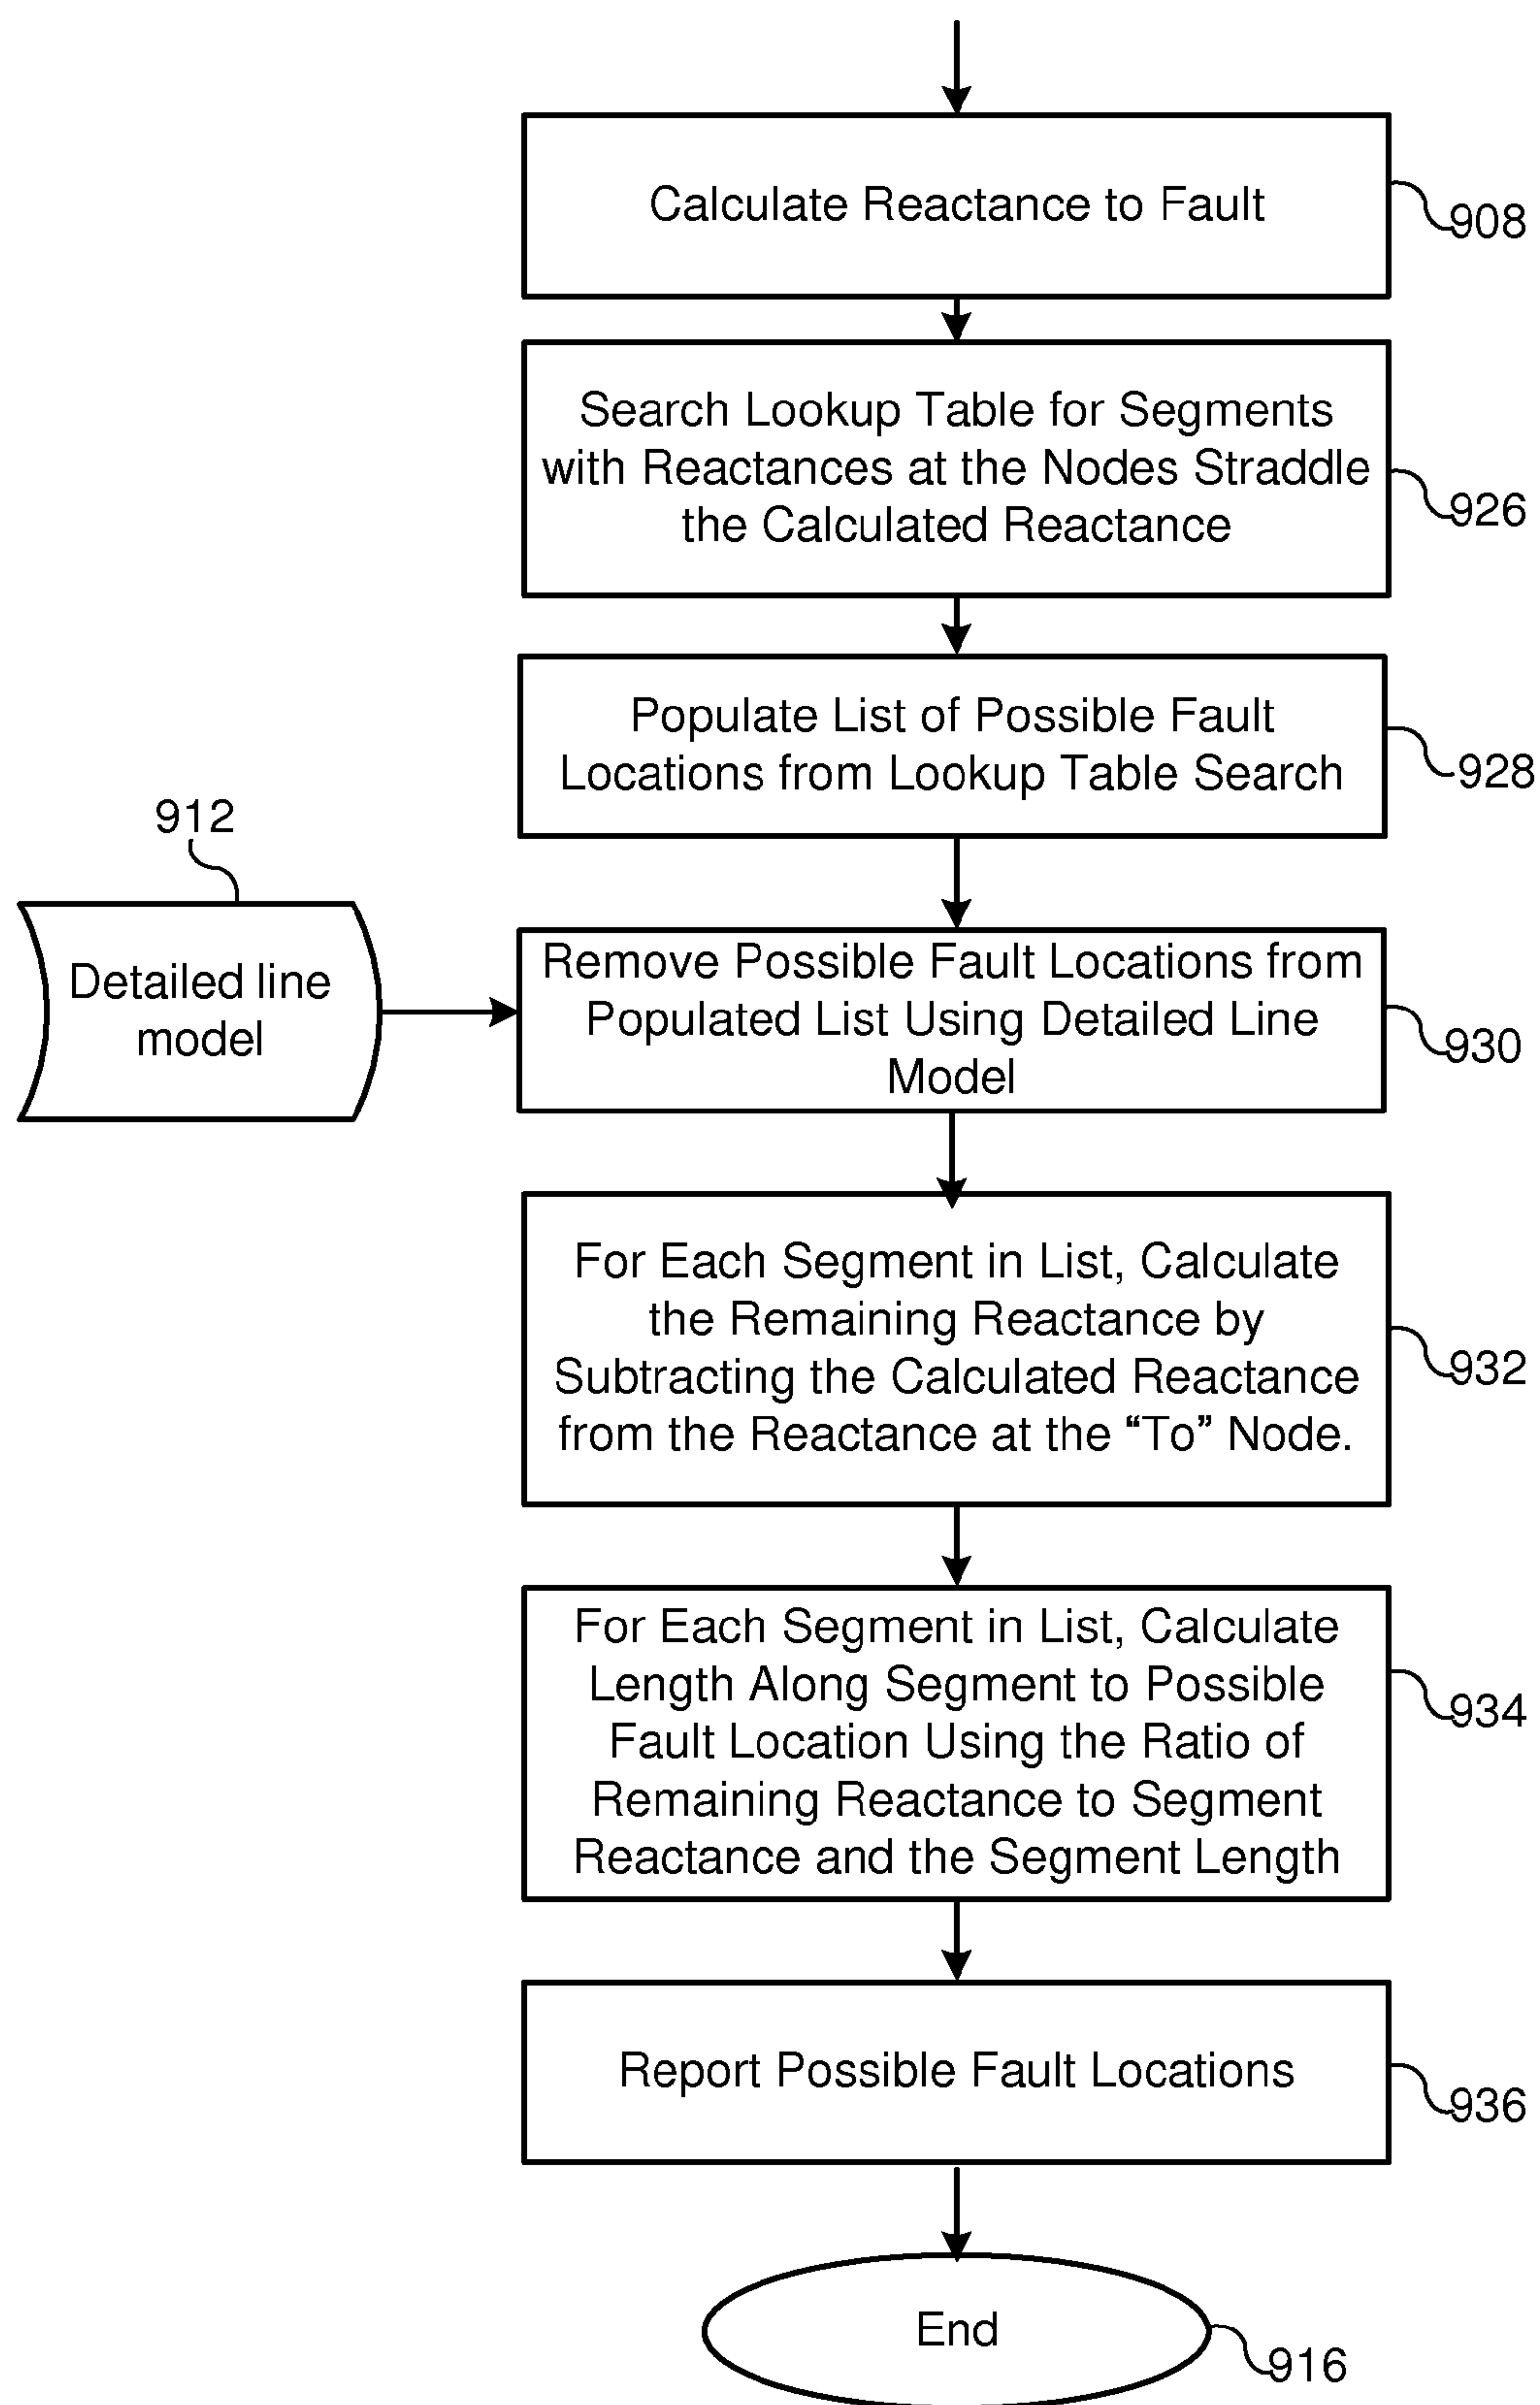 Calculate Reactance to Fault
908
Search Lookup Table for Segments
with Reactances at the Nodes Straddle
the Calculated Reactance
926
Populate List of Possible Fault
Locations from Lookup Table Search
928
912
Detailed line
model
Remove Possible Fault Locations from
Populated List Using Detailed Line
Model
930
For Each Segment in List, Calculate
the Remaining Reactance by
Subtracting the Calculated Reactance
from the Reactance at the “To” Node.
932
For Each Segment in List, Calculate
Length Along Segment to Possible
Fault Location Using the Ratio of
Remaining Reactance to Segment
Reactance and the Segment Length
934
Report Possible Fault Locations
936
End
916